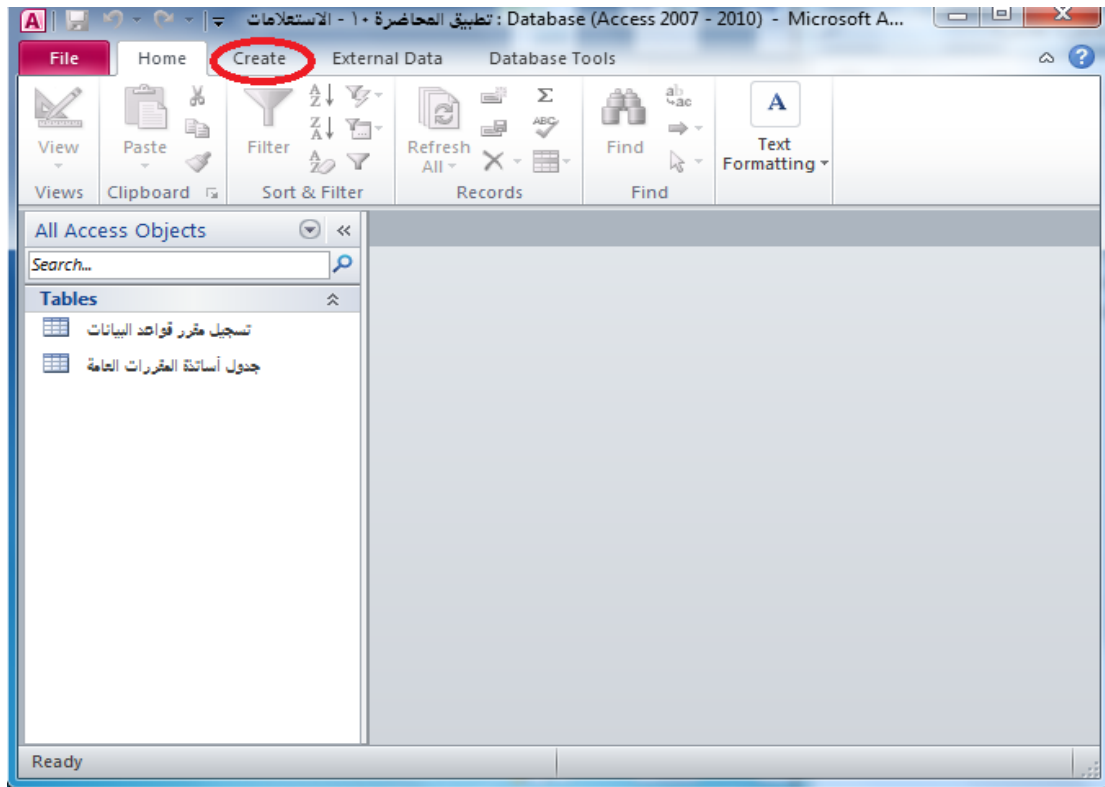 تطبيق المحاضرة ١٠ - الاستعلامات : Database (Access 2007 - 2010) - Microsoft A...
File Home Create External Data Database Tools
View Paste Filter Refresh All Find Text Formatting
Views Clipboard Sort & Filter Records Find
All Access Objects
Search...
Tables
تسجيل مقرر قواعد البيانات
جدول أساتذة المقررات العامة
Ready